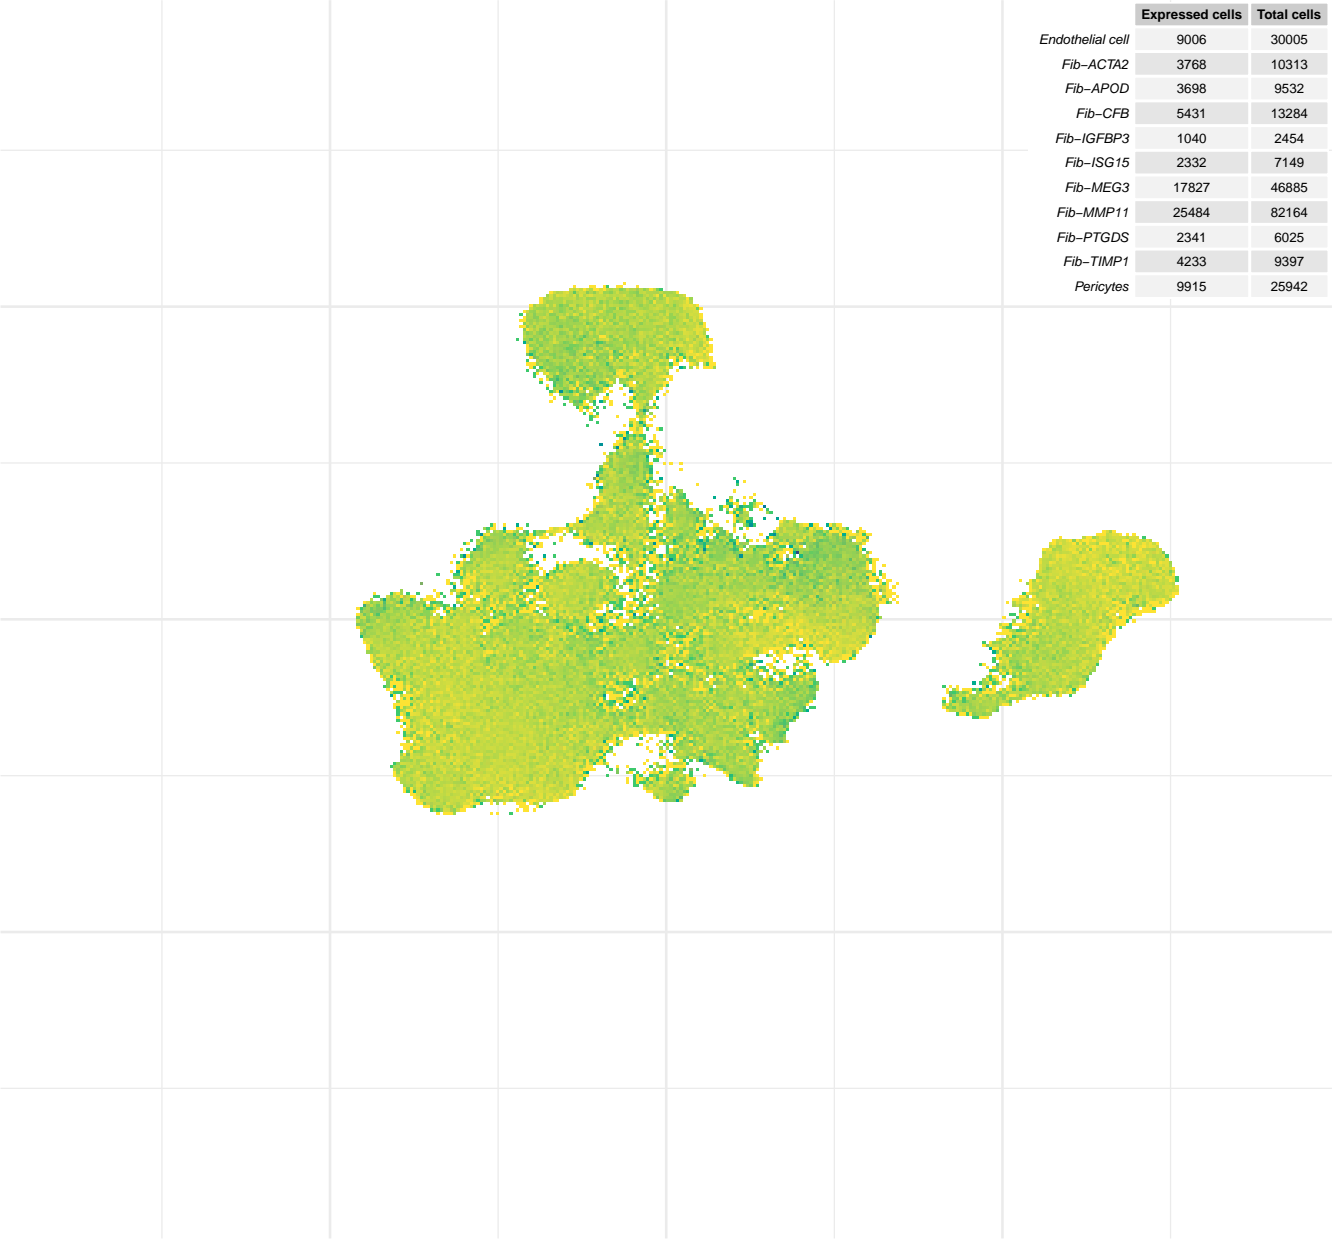 Expressed cells Total cells
Endothelial cell 9006 30005
Fib−ACTA2 3768 10313
Fib−APOD 3698 9532
Fib−CFB 5431 13284
Fib−IGFBP3 1040 2454
Fib−ISG15 2332 7149
Fib−MEG3 17827 46885
Fib−MMP11 25484 82164
Fib−PTGDS 2341 6025
Fib−TIMP1 4233 9397
Pericytes 9915 25942